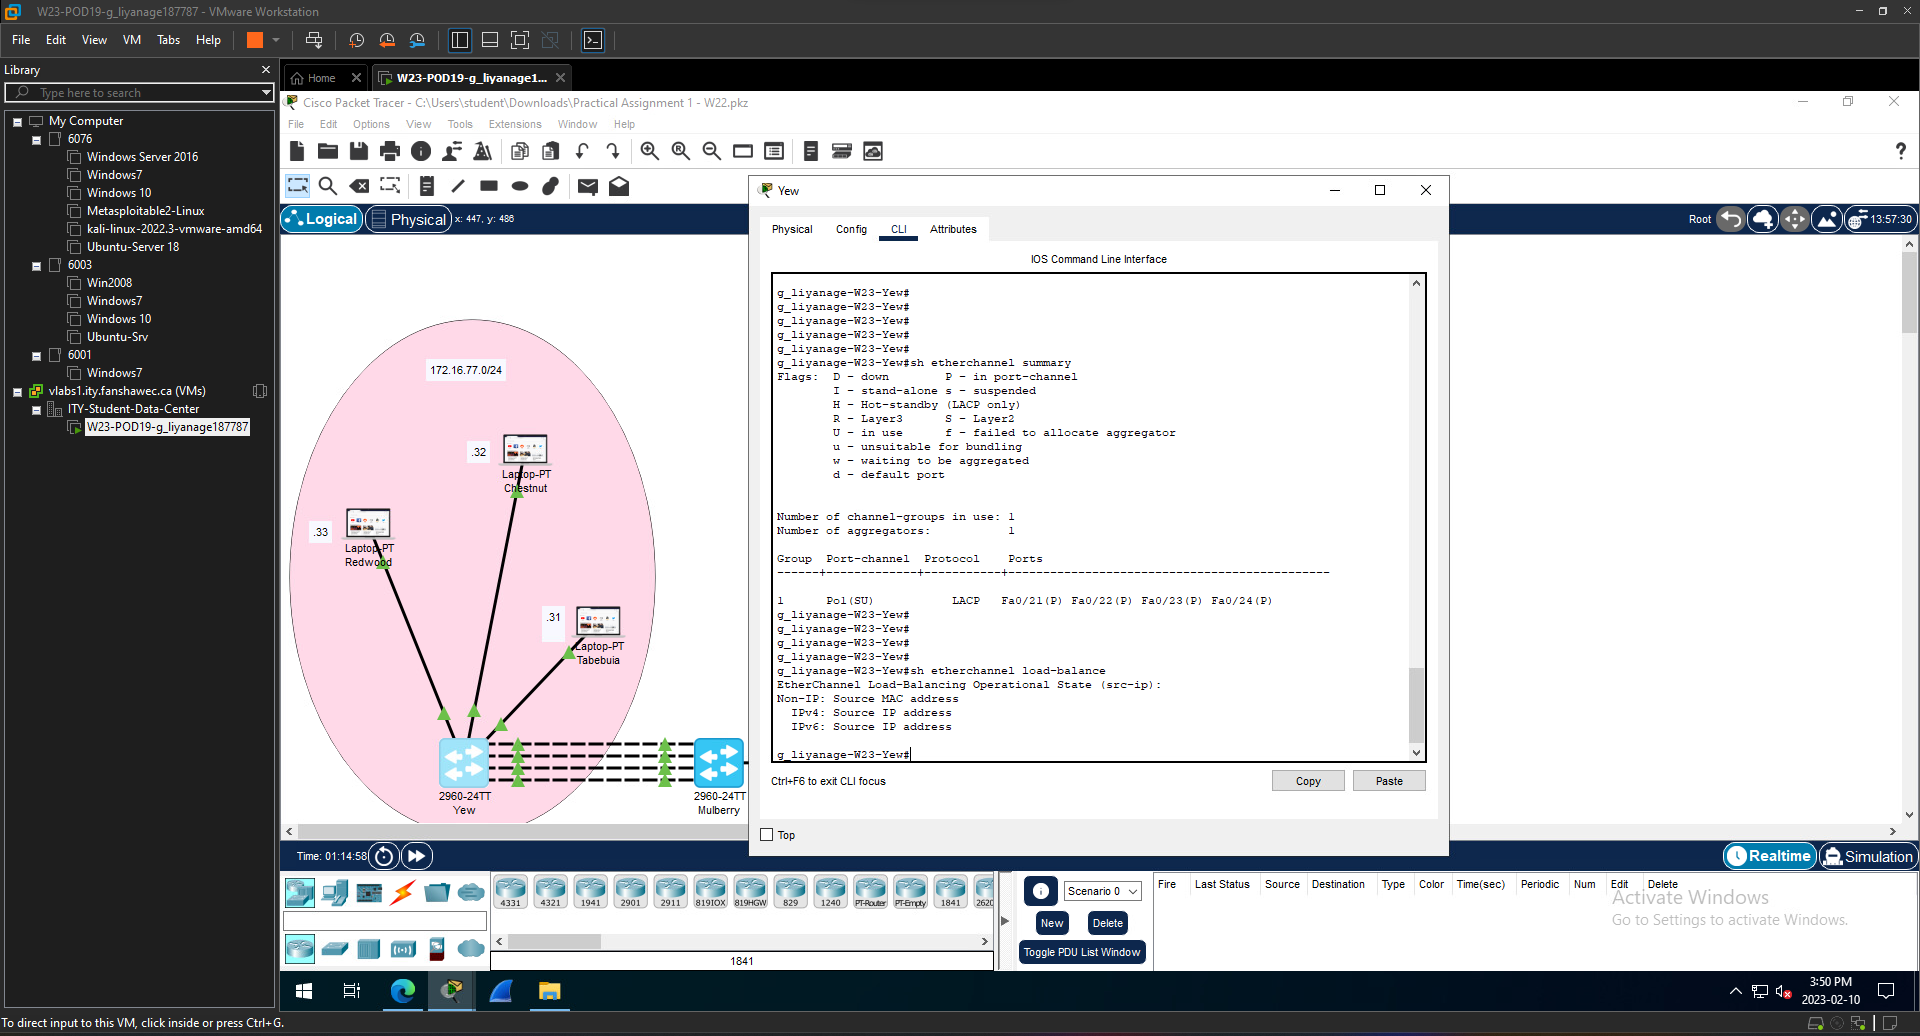 W23-POD19-g_liyanage187787 - VMware Workstation
File Edit View VM Tabs Help
Library
Type here to search
My Computer
6076
Windows Server 2016
Windows7
Windows 10
Metasploitable2-Linux
kali-linux-2022.3-vmware-amd64
Ubuntu-Server 18
6003
Win2008
Windows7
Windows 10
Ubuntu-Srv
6001
Windows7
vlabs1.ity.fanshawec.ca (VMs)
ITY-Student-Data-Center
W23-POD19-g_liyanage187787
Home
W23-POD19-g_liyanage1...
Cisco Packet Tracer - C:\Users\student\Downloads\Practical Assignment 1 - W22.pkz
File Edit Options View Tools Extensions Window Help
Logical Physical x: 447, y: 486
Root 13:57:30
172.16.77.0/24
.32
Laptop-PT
Chestnut
.33
Laptop-PT
Redwood
.31
Laptop-PT
Tabebuia
2960-24TT
Yew
2960-24TT
Mulberry
Yew
Physical Config CLI Attributes
IOS Command Line Interface
g_liyanage-W23-Yew#
g_liyanage-W23-Yew#
g_liyanage-W23-Yew#
g_liyanage-W23-Yew#
g_liyanage-W23-Yew#
g_liyanage-W23-Yew#sh etherchannel summary
Flags: D - down P - in port-channel
I - stand-alone s - suspended
H - Hot-standby (LACP only)
R - Layer3 S - Layer2
U - in use f - failed to allocate aggregator
u - unsuitable for bundling
w - waiting to be aggregated
d - default port
Number of channel-groups in use: 1
Number of aggregators: 1
Group Port-channel Protocol Ports
------+-------------+-----------+----------------------------------------------
1 Po1(SU) LACP Fa0/21(P) Fa0/22(P) Fa0/23(P) Fa0/24(P)
g_liyanage-W23-Yew#
g_liyanage-W23-Yew#
g_liyanage-W23-Yew#
g_liyanage-W23-Yew#
g_liyanage-W23-Yew#sh etherchannel load-balance
EtherChannel Load-Balancing Operational State (src-ip):
Non-IP: Source MAC address
IPv4: Source IP address
IPv6: Source IP address
g_liyanage-W23-Yew#
Ctrl+F6 to exit CLI focus
Copy Paste
Top
Time: 01:14:58
Realtime Simulation
4331 4321 1941 2901 2911 819IOX 819HGW 829 1240 PT-Router PT-Empty 1841 2620
1841
Scenario 0
New Delete
Toggle PDU List Window
Fire Last Status Source Destination Type Color Time(sec) Periodic Num Edit Delete
Activate Windows
Go to Settings to activate Windows.
3:50 PM
2023-02-10
To direct input to this VM, click inside or press Ctrl+G.